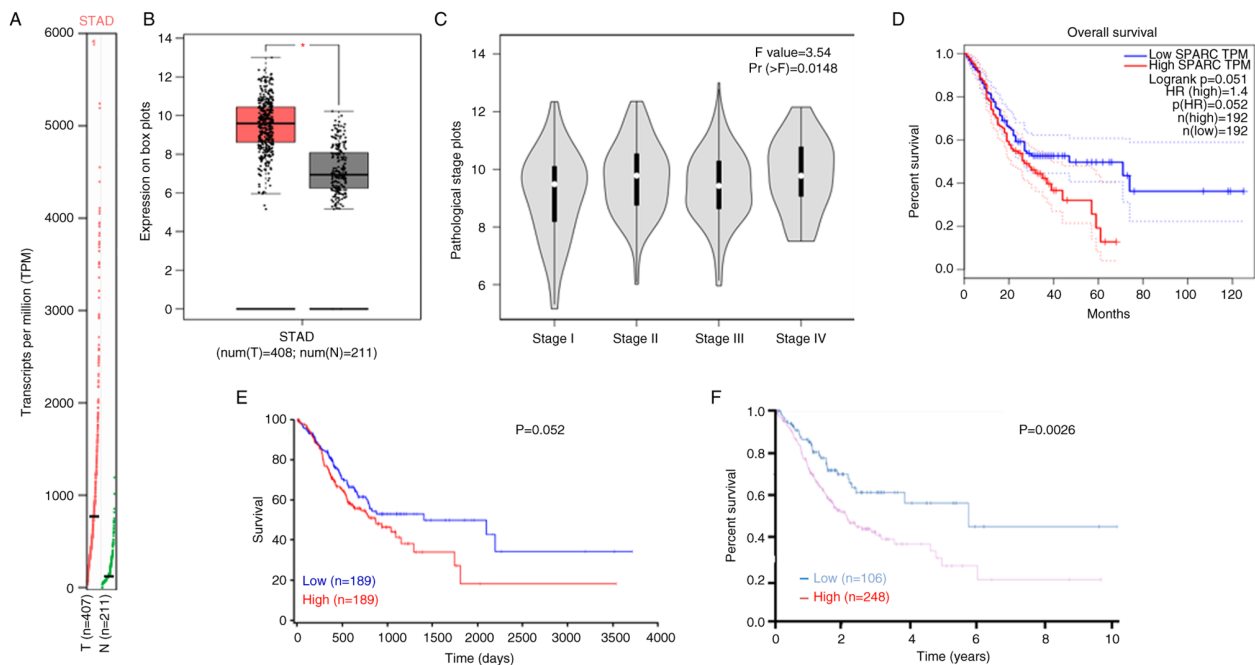 A
STAD
6000
5000
4000
3000
2000
1000
0
Transcripts per million (TPM)
T (n=407)
N (n=211)
B
14
12
10
8
6
4
2
0
Expression on box plots
*
STAD
(num(T)=408; num(N)=211)
C
14
12
10
8
6
Pathological stage plots
F value=3.54
Pr (>F)=0.0148
Stage I
Stage II
Stage III
Stage IV
D
Overall survival
1.0
0.8
0.6
0.4
0.2
0.0
Percent survival
Low SPARC TPM
High SPARC TPM
Logrank p=0.051
HR (high)=1.4
p(HR)=0.052
n(high)=192
n(low)=192
0 20 40 60 80 100 120
Months
E
100
80
60
40
20
0
Survival
P=0.052
Low (n=189)
High (n=189)
0 500 1000 1500 2000 2500 3000 3500 4000
Time (days)
F
1.0
0.8
0.6
0.4
0.2
0.0
Percent survival
P=0.0026
Low (n=106)
High (n=248)
0 2 4 6 8 10
Time (years)